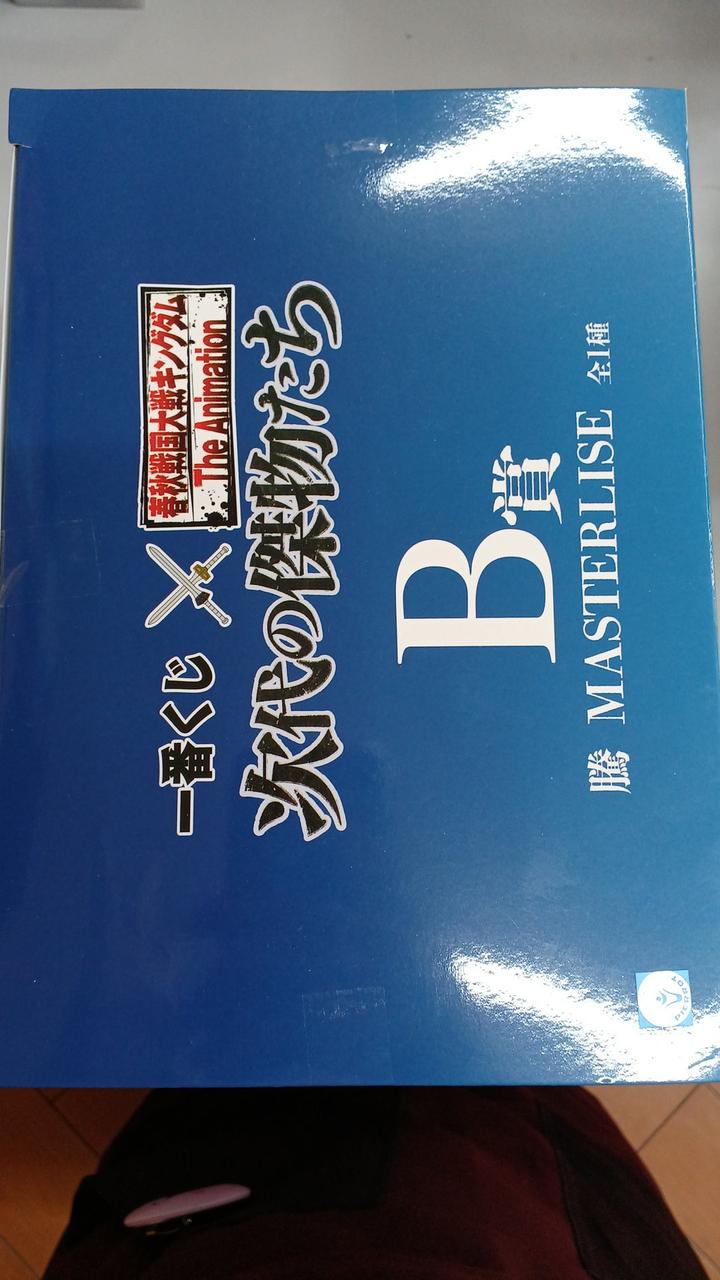 一番くじ
春秋戦国大戦キングダム
The Animation
次代の傑物たち
B賞
騰 MASTERLISE 全1種
PIERROT